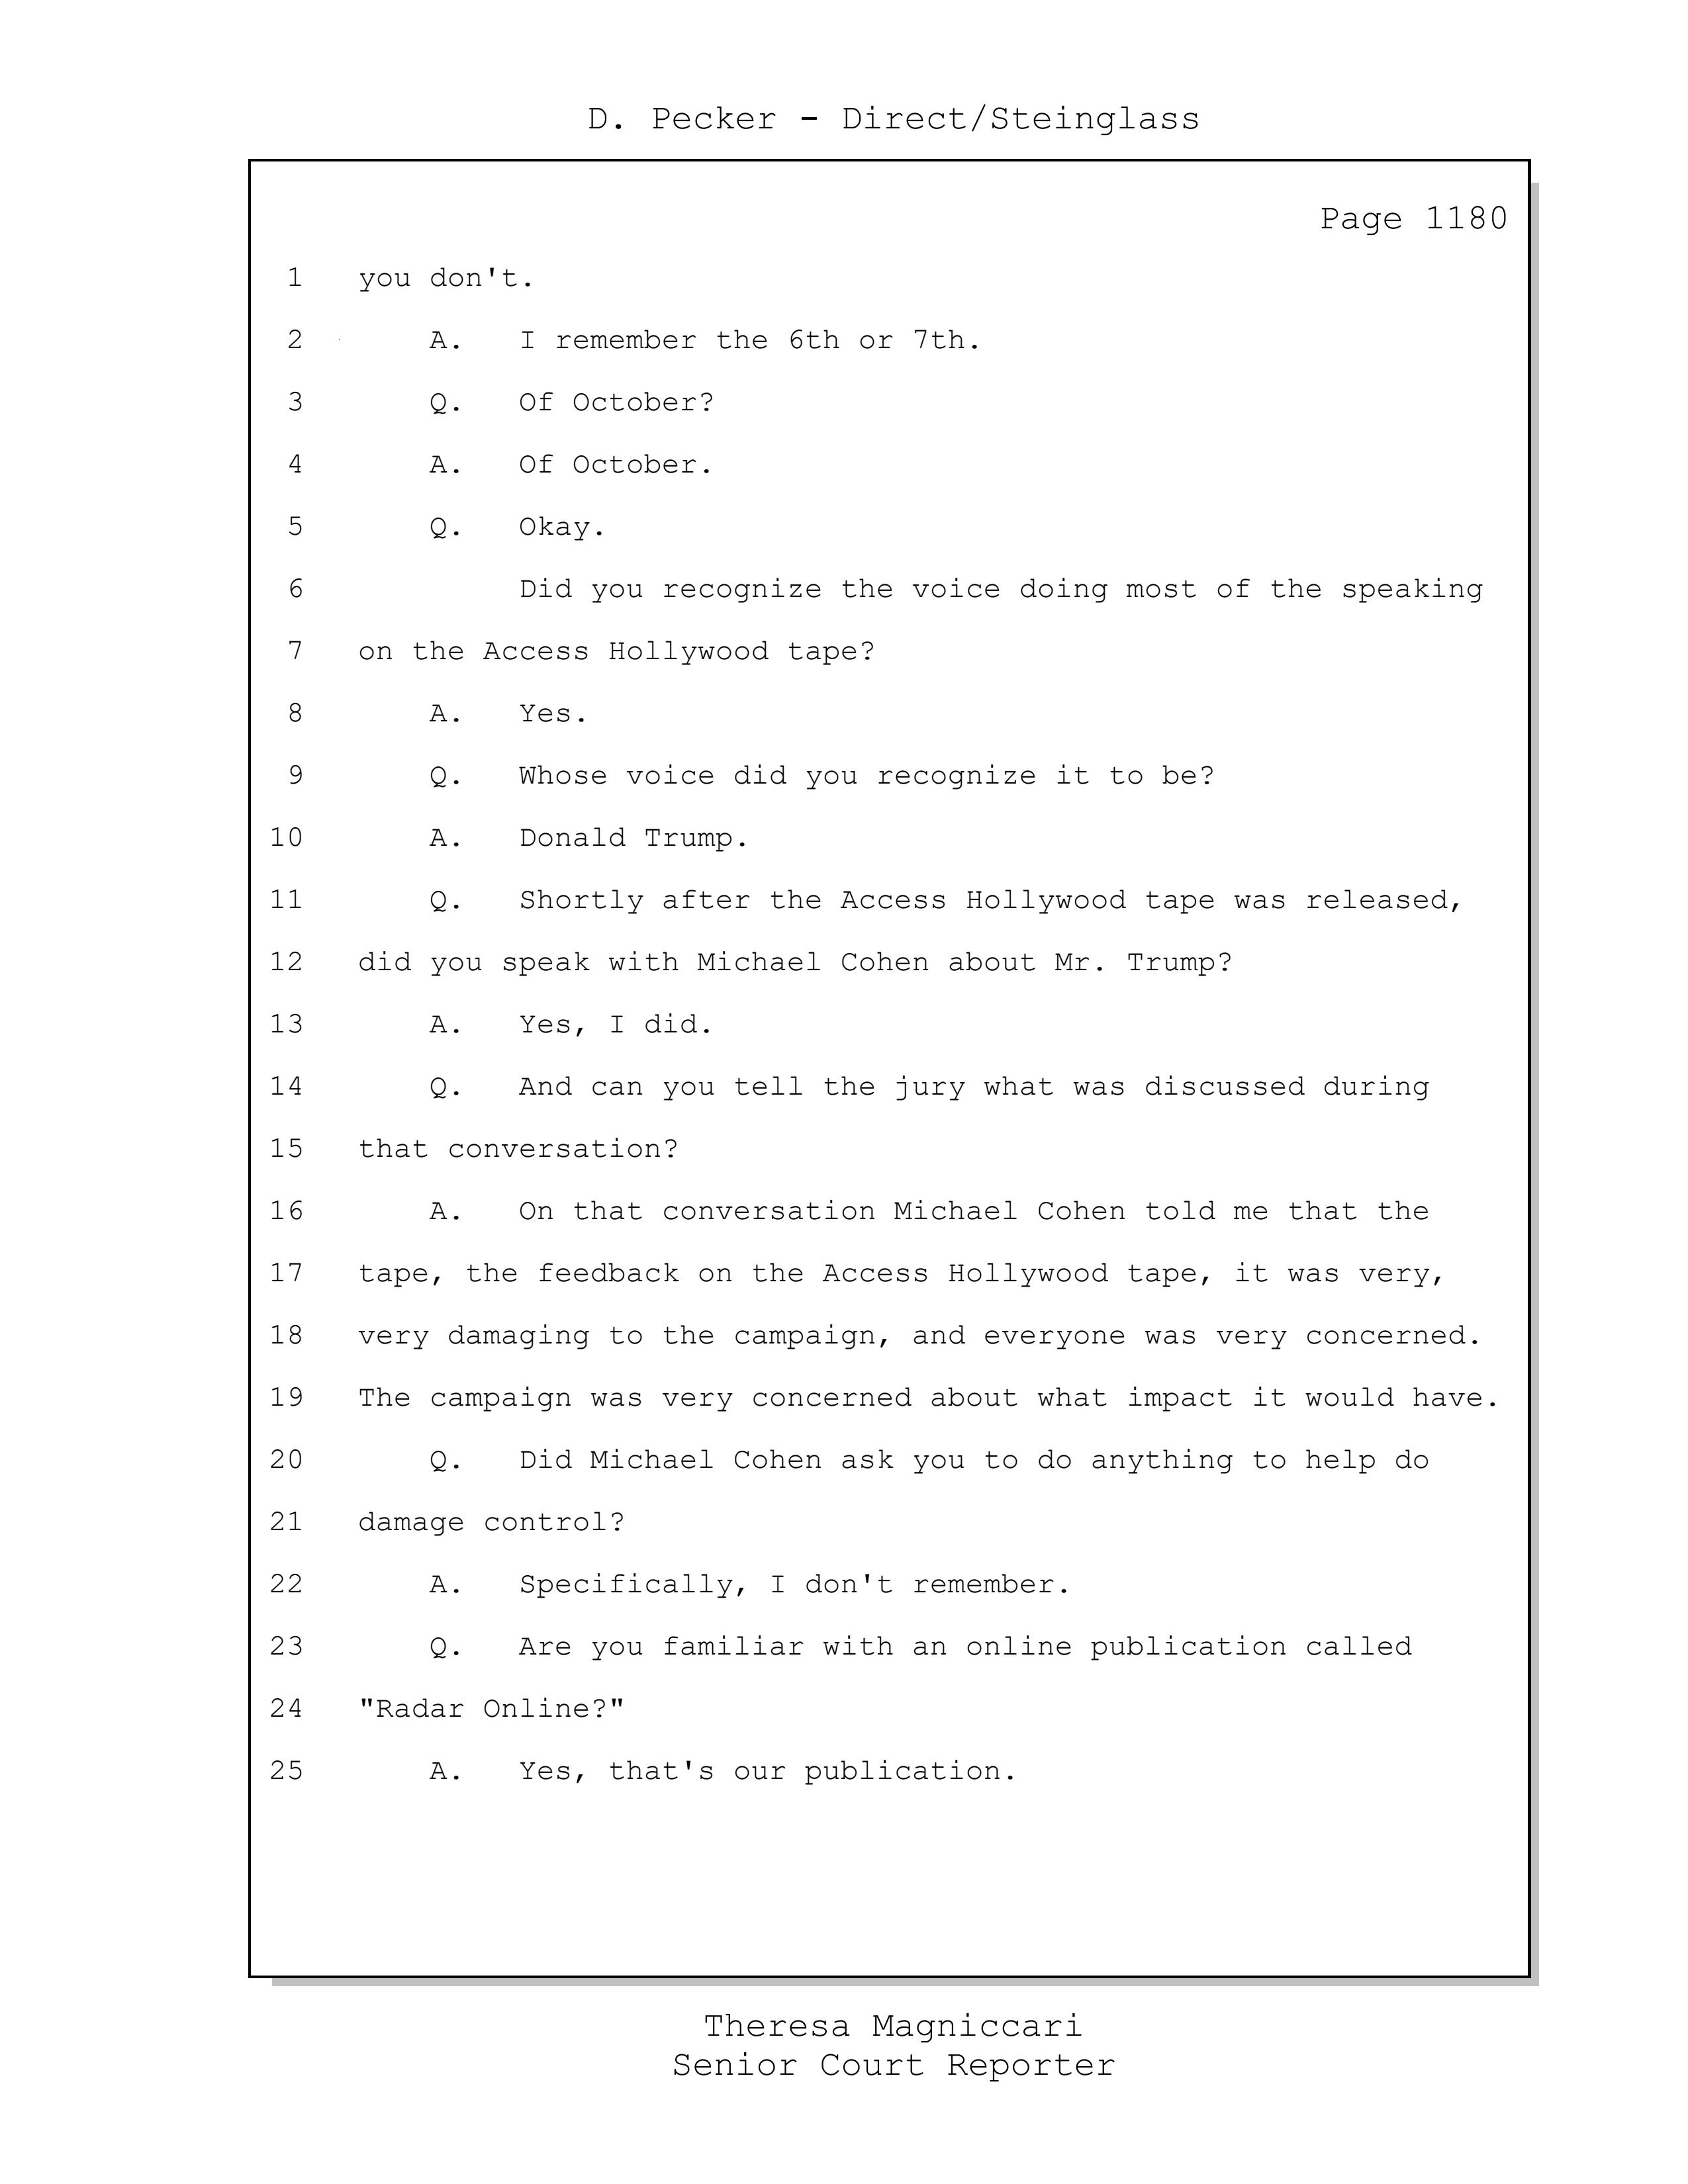 D. Pecker - Direct/Steinglass
Page 1180
1 you don't.
2 A. I remember the 6th or 7th.
3 Q. Of October?
4 A. Of October.
5 Q. Okay.
6 Did you recognize the voice doing most of the speaking
7 on the Access Hollywood tape?
8 A. Yes.
9 Q. Whose voice did you recognize it to be?
10 A. Donald Trump.
11 Q. Shortly after the Access Hollywood tape was released,
12 did you speak with Michael Cohen about Mr. Trump?
13 A. Yes, I did.
14 Q. And can you tell the jury what was discussed during
15 that conversation?
16 A. On that conversation Michael Cohen told me that the
17 tape, the feedback on the Access Hollywood tape, it was very,
18 very damaging to the campaign, and everyone was very concerned.
19 The campaign was very concerned about what impact it would have.
20 Q. Did Michael Cohen ask you to do anything to help do
21 damage control?
22 A. Specifically, I don't remember.
23 Q. Are you familiar with an online publication called
24 "Radar Online?"
25 A. Yes, that's our publication.
Theresa Magniccari
Senior Court Reporter